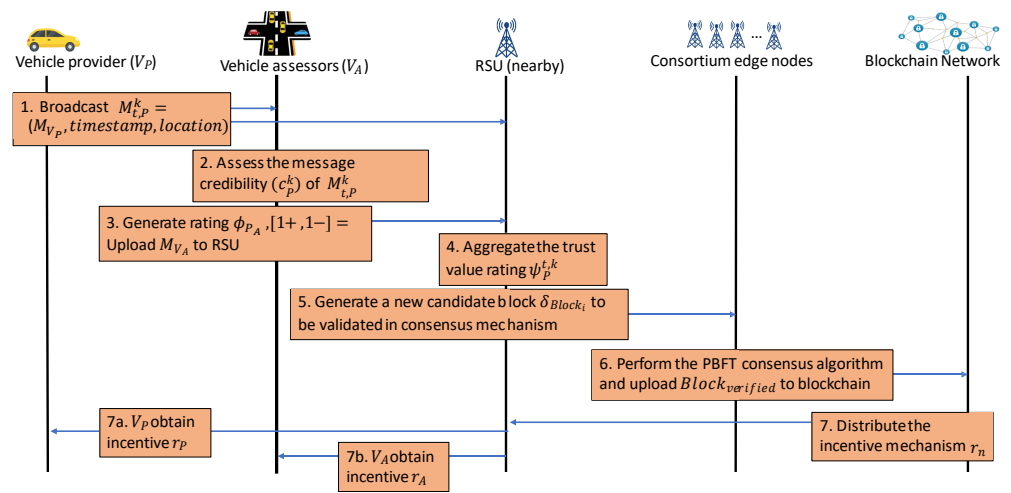 Vehicle provider (V_P)
Vehicle assessors (V_A)
RSU (nearby)
Consortium edge nodes
Blockchain Network
...
1. Broadcast M_{t,P}^k =
(M_{V_P}, timestamp, location)
2. Assess the message
credibility (c_P^k) of M_{t,P}^k
3. Generate rating ϕ_{P_A} ,[1+ ,1−] =
Upload M_{V_A} to RSU
4. Aggregate the trust
value rating ψ_P^{t,k}
5. Generate a new candidate block δ_{Block_i} to
be validated in consensus mechanism
6. Perform the PBFT consensus algorithm
and upload Block_{verified} to blockchain
7. Distribute the
incentive mechanism r_n
7a. V_P obtain
incentive r_P
7b. V_A obtain
incentive r_A